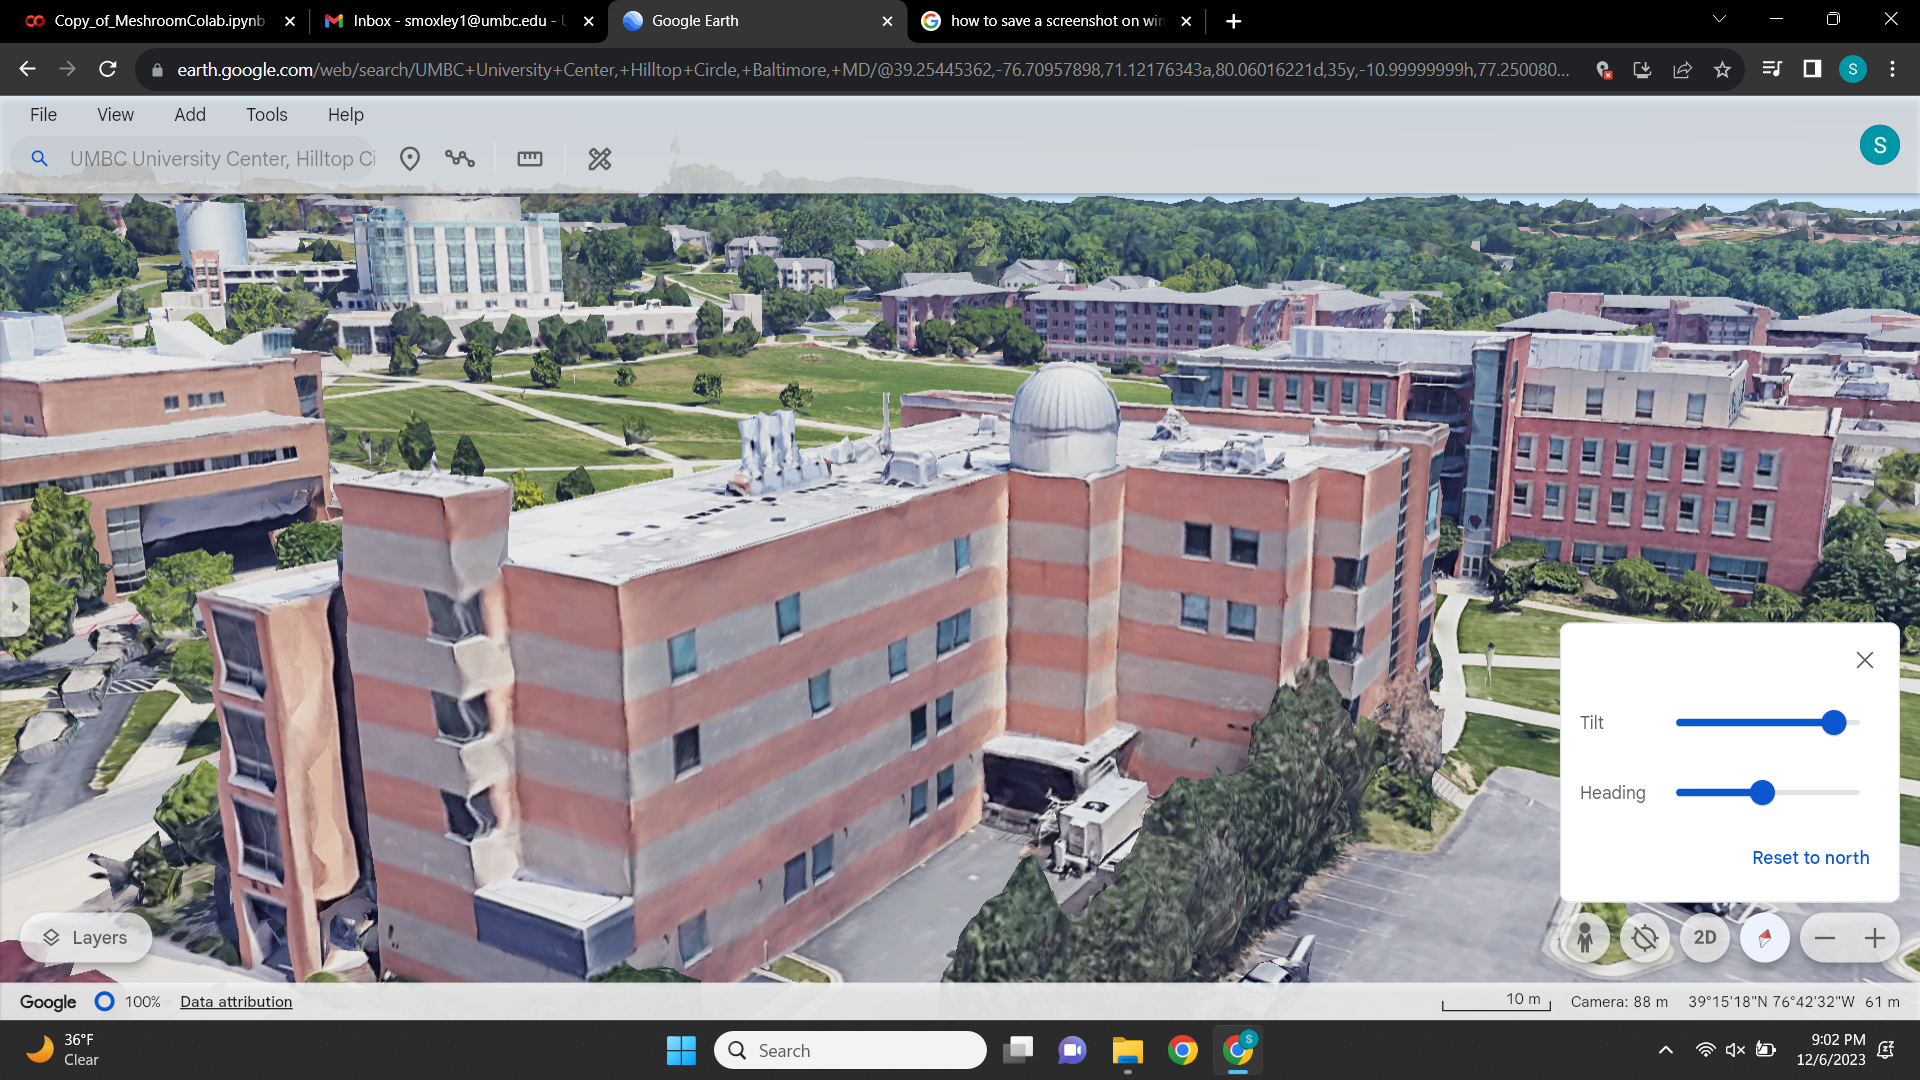 Copy_of_MeshroomColab.ipynb
Inbox - smoxley1@umbc.edu - U
Google Earth
how to save a screenshot on win
earth.google.com/web/search/UMBC+University+Center,+Hilltop+Circle,+Baltimore,+MD/@39.25445362,-76.70957898,71.12176343a,80.06016221d,35y,-10.99999999h,77.250080...
S
File View Add Tools Help
UMBC University Center, Hilltop Ci
S
Tilt
Heading
Reset to north
Layers
2D
Google 100% Data attribution
10 m Camera: 88 m 39°15'18"N 76°42'32"W 61 m
36°F
Clear
Search
S
9:02 PM
12/6/2023